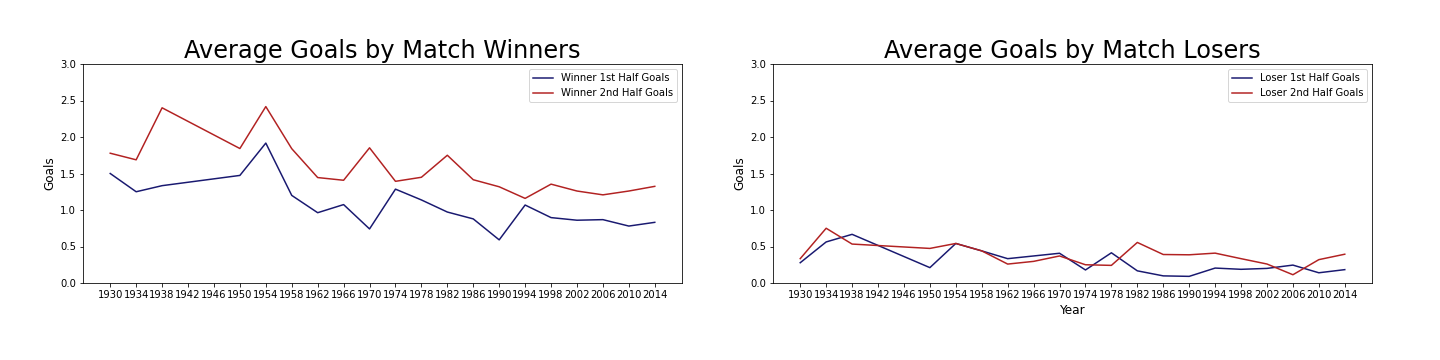 Average Goals by Match Winners
3.0
2.5
2.0
1.5
1.0
0.5
0.0
Goals
Winner 1st Half Goals
Winner 2nd Half Goals
1930 1934 1938 1942 1946 1950 1954 1958 1962 1966 1970 1974 1978 1982 1986 1990 1994 1998 2002 2006 2010 2014
Average Goals by Match Losers
3.0
2.5
2.0
1.5
1.0
0.5
0.0
Goals
Loser 1st Half Goals
Loser 2nd Half Goals
1930 1934 1938 1942 1946 1950 1954 1958 1962 1966 1970 1974 1978 1982 1986 1990 1994 1998 2002 2006 2010 2014
Year